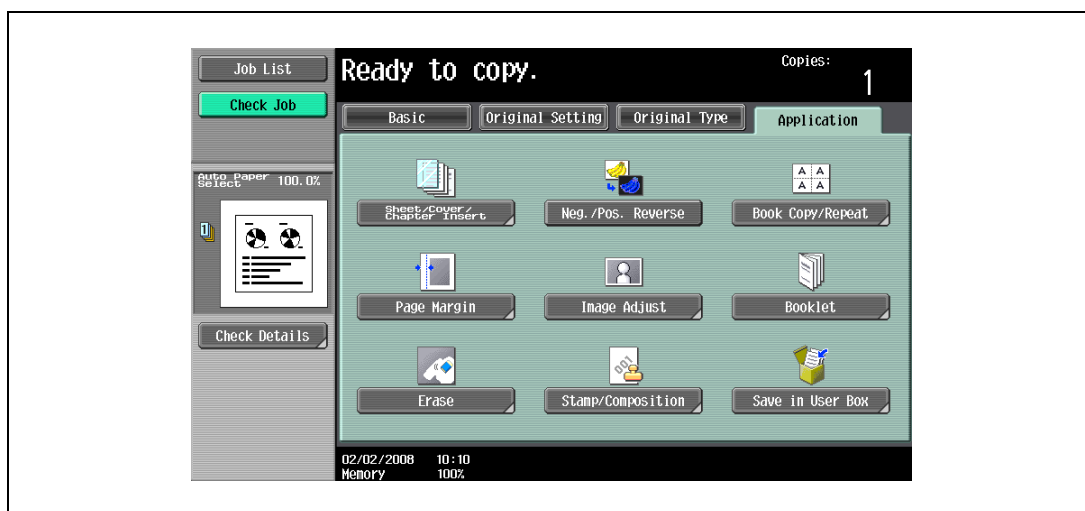 Job List
Check Job
Auto Paper
Select 100.0%
1
Check Details
Ready to copy.
Copies:
1
Basic
Original Setting
Original Type
Application
Sheet/Cover/
Chapter Insert
Neg./Pos. Reverse
A A
A A
Book Copy/Repeat
Page Margin
Image Adjust
Booklet
Erase
001
Stamp/Composition
Save in User Box
02/02/2008 10:10
Memory 100%